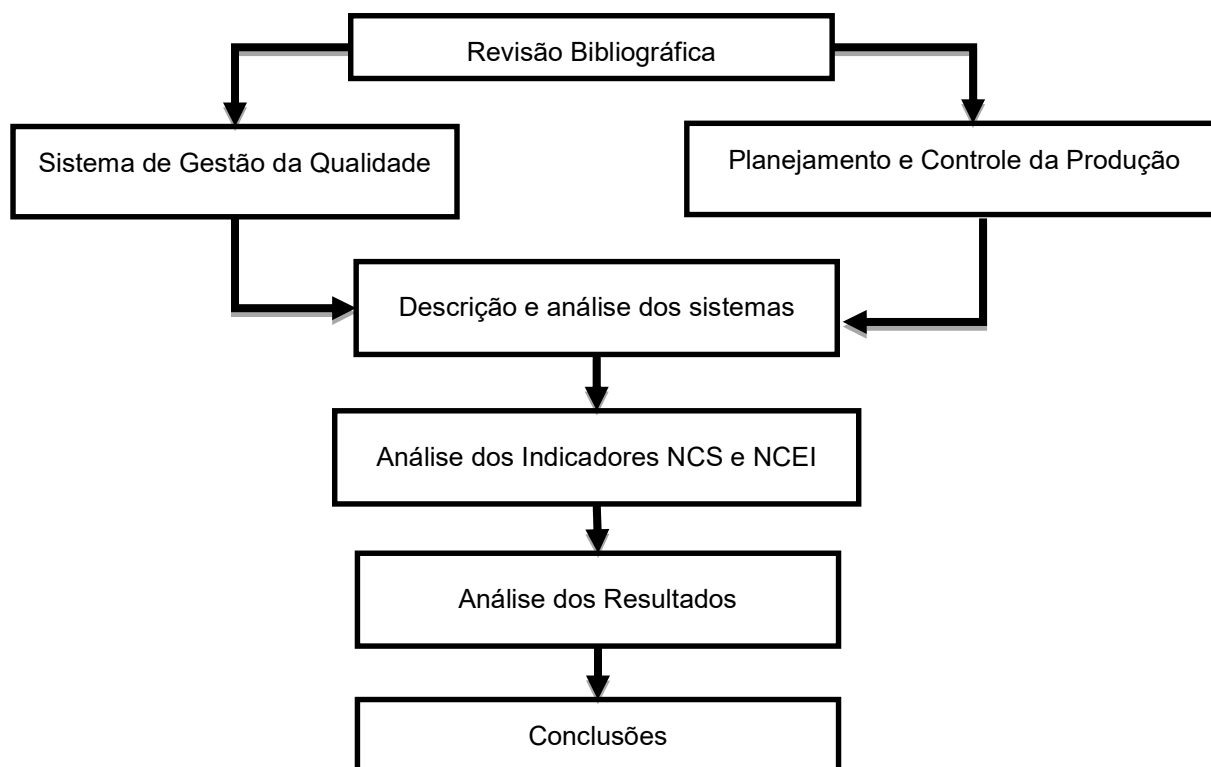 Revisão Bibliográfica
Sistema de Gestão da Qualidade
Planejamento e Controle da Produção
Descrição e análise dos sistemas
Análise dos Indicadores NCS e NCEI
Análise dos Resultados
Conclusões